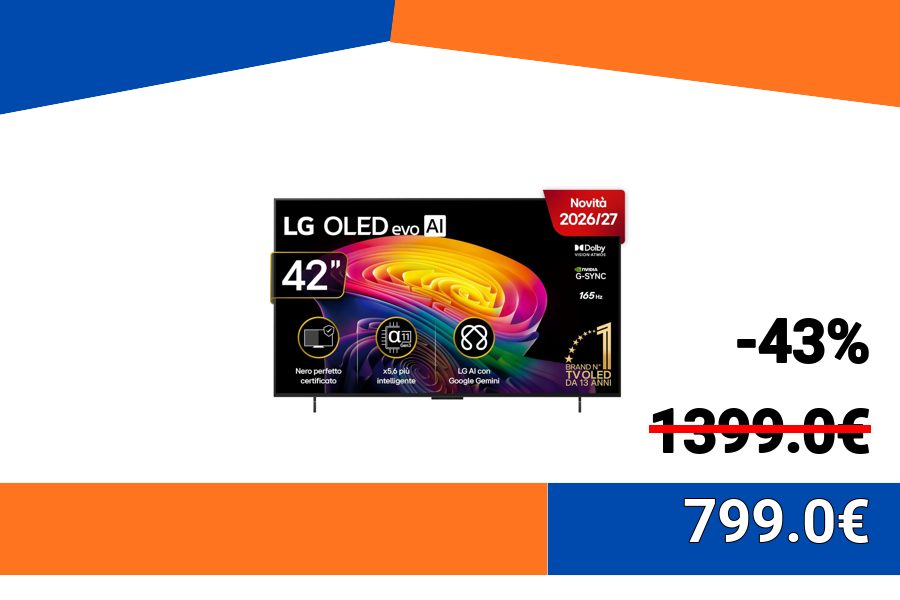 LG OLED evo AI
Novità
2026/27
42"
Dolby
VISION·ATMOS
NVIDIA
G-SYNC
165Hz
α11
Gen3
Nero perfetto
certificato
x5,6 più
intelligente
LG AI con
Google Gemini
1
BRAND N°
TV OLED
DA 13 ANNI
-43%
1399.0€
799.0€